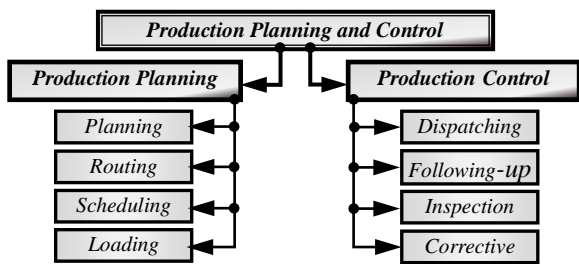 Production Planning and Control
Production Planning
Production Control
Planning
Dispatching
Routing
Following-up
Scheduling
Inspection
Loading
Corrective